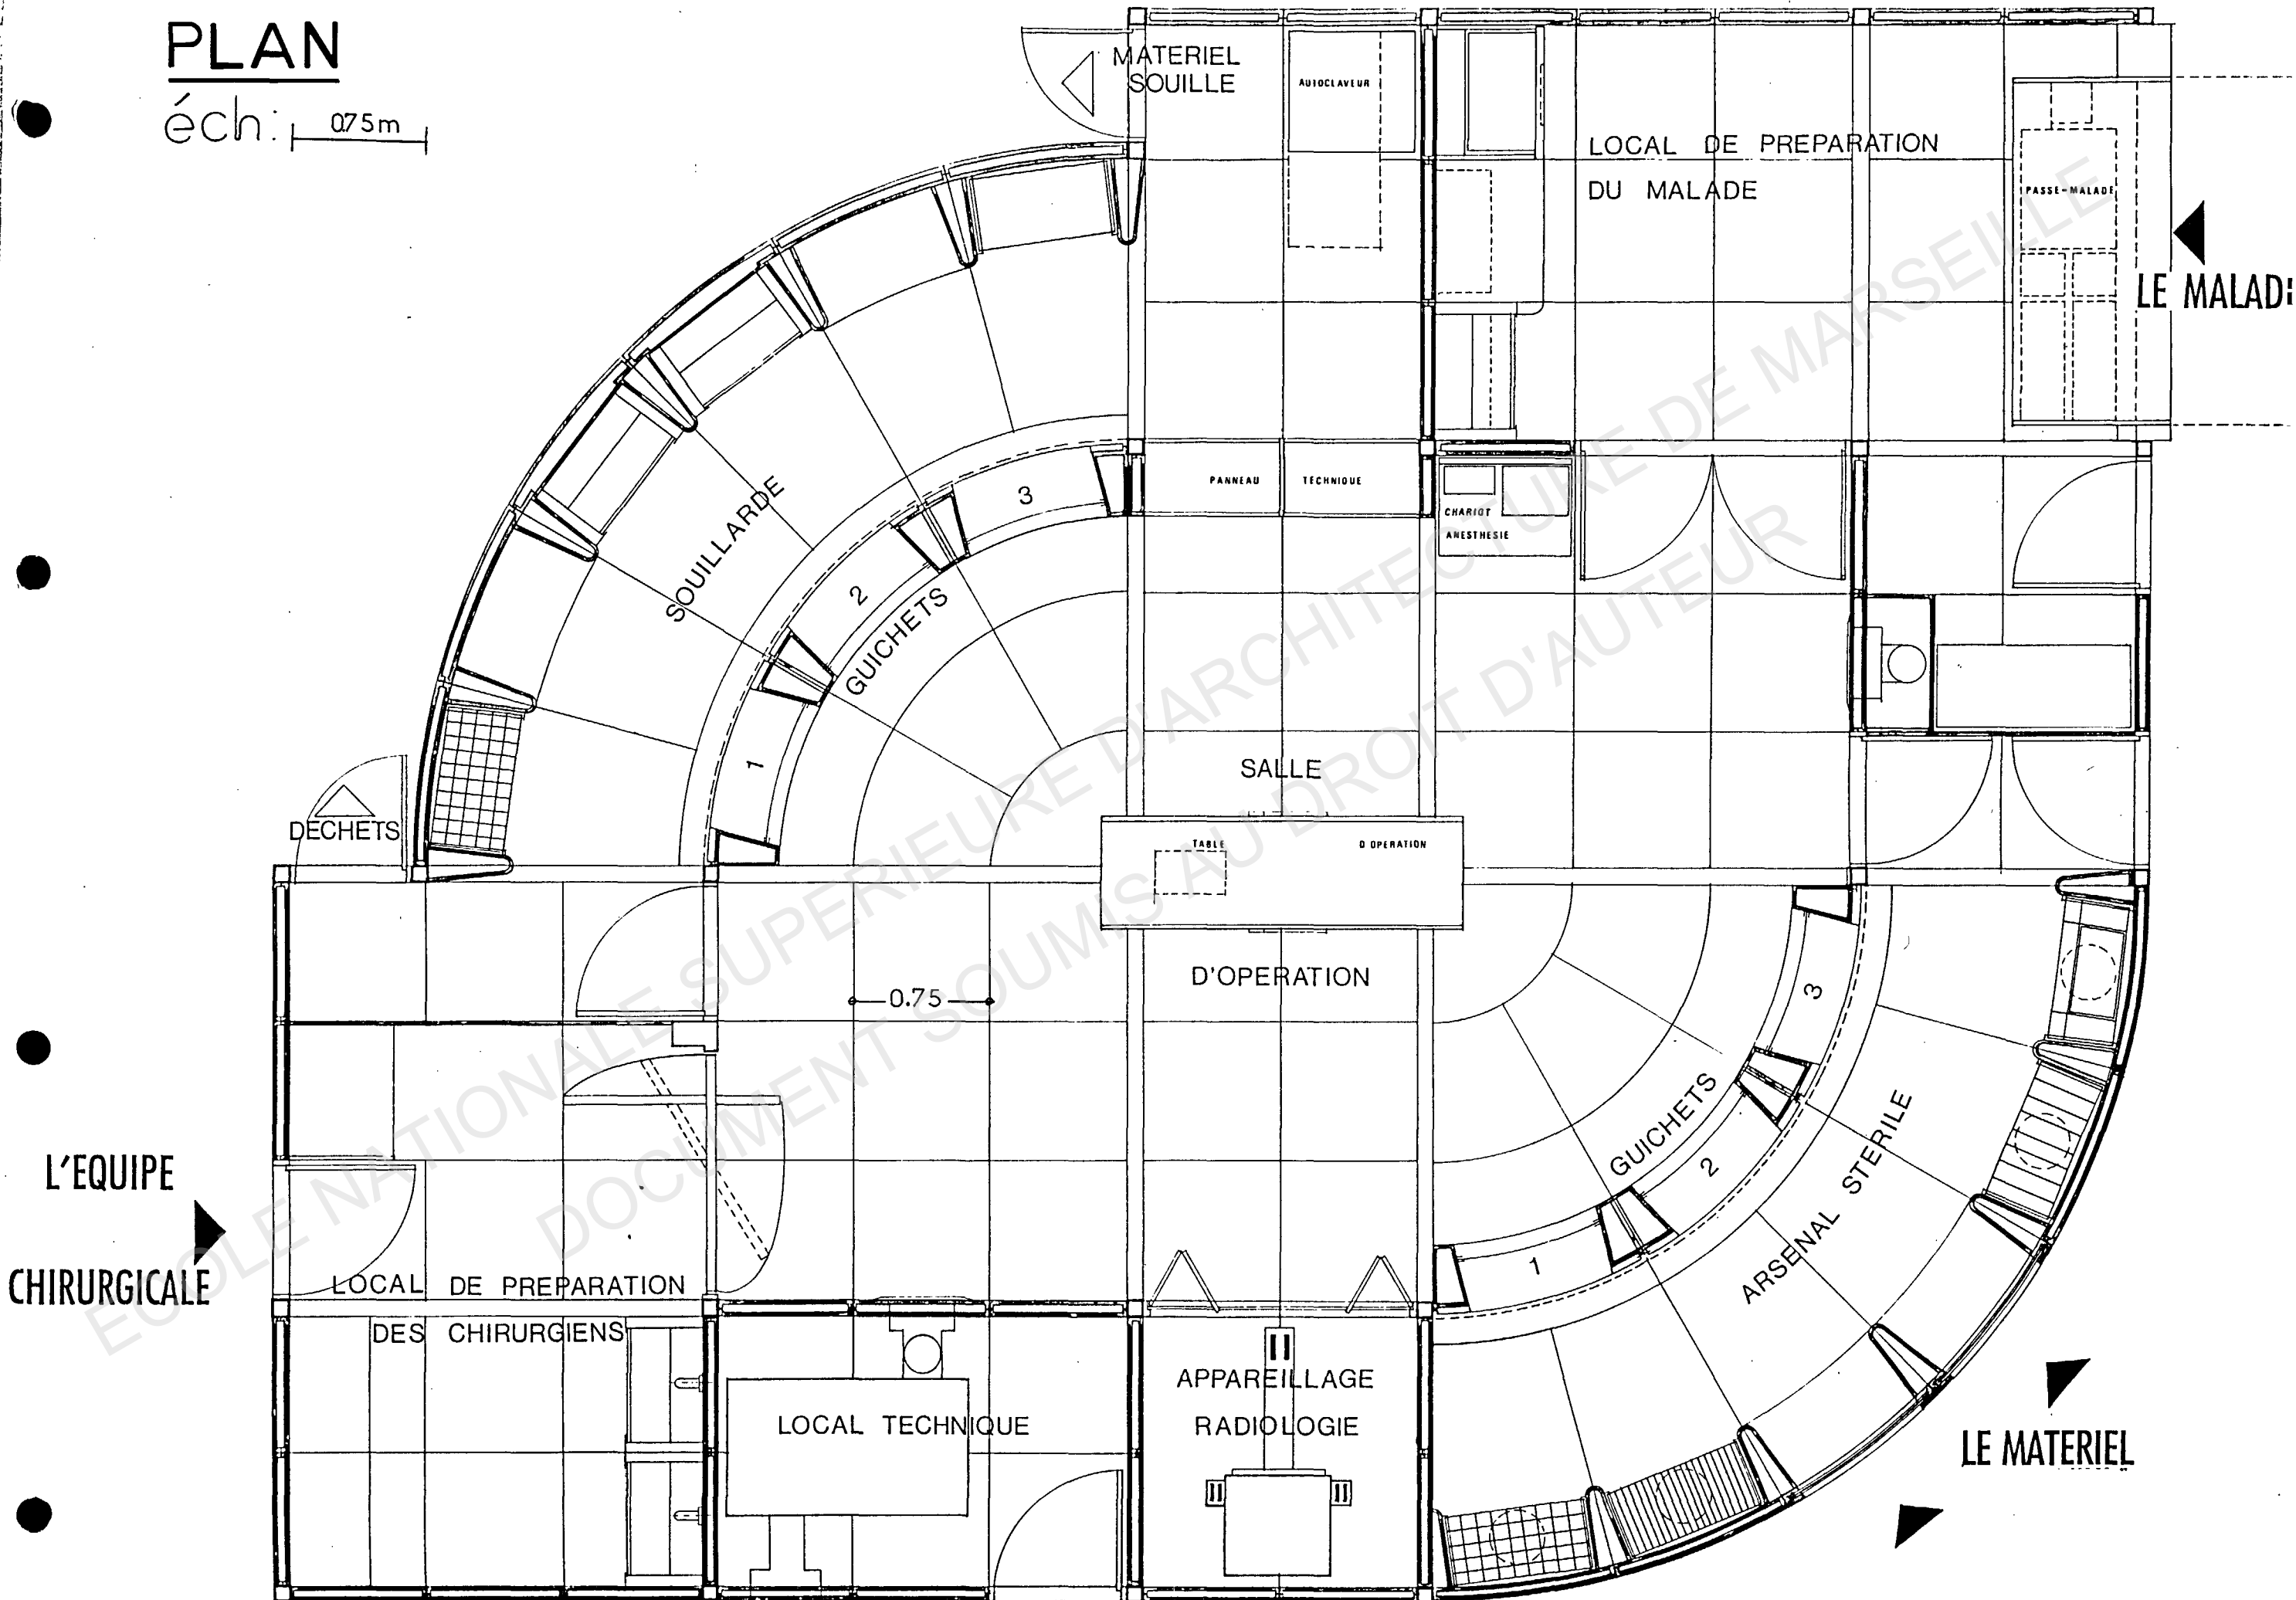 PLAN
éch: 0.75m
MATERIEL
SOUILLE
AUTOCLAVEUR
LOCAL DE PREPARATION
DU MALADE
PASSE-MALADE
LE MALAD
PANNEAU TECHNIQUE
CHARIOT
ANESTHESIE
SOUILLARDE
GUICHETS
1
2
3
DECHETS
SALLE
TABLE D OPERATION
D'OPERATION
0.75
GUICHETS
3
2
1
ARSENAL STERILE
L'EQUIPE
CHIRURGICALE
LOCAL DE PREPARATION
DES CHIRURGIENS
LOCAL TECHNIQUE
APPAREILLAGE
RADIOLOGIE
LE MATERIEL
ECOLE NATIONALE SUPERIEURE D'ARCHITECTURE DE MARSEILLE
DOCUMENT SOUMIS AU DROIT D'AUTEUR